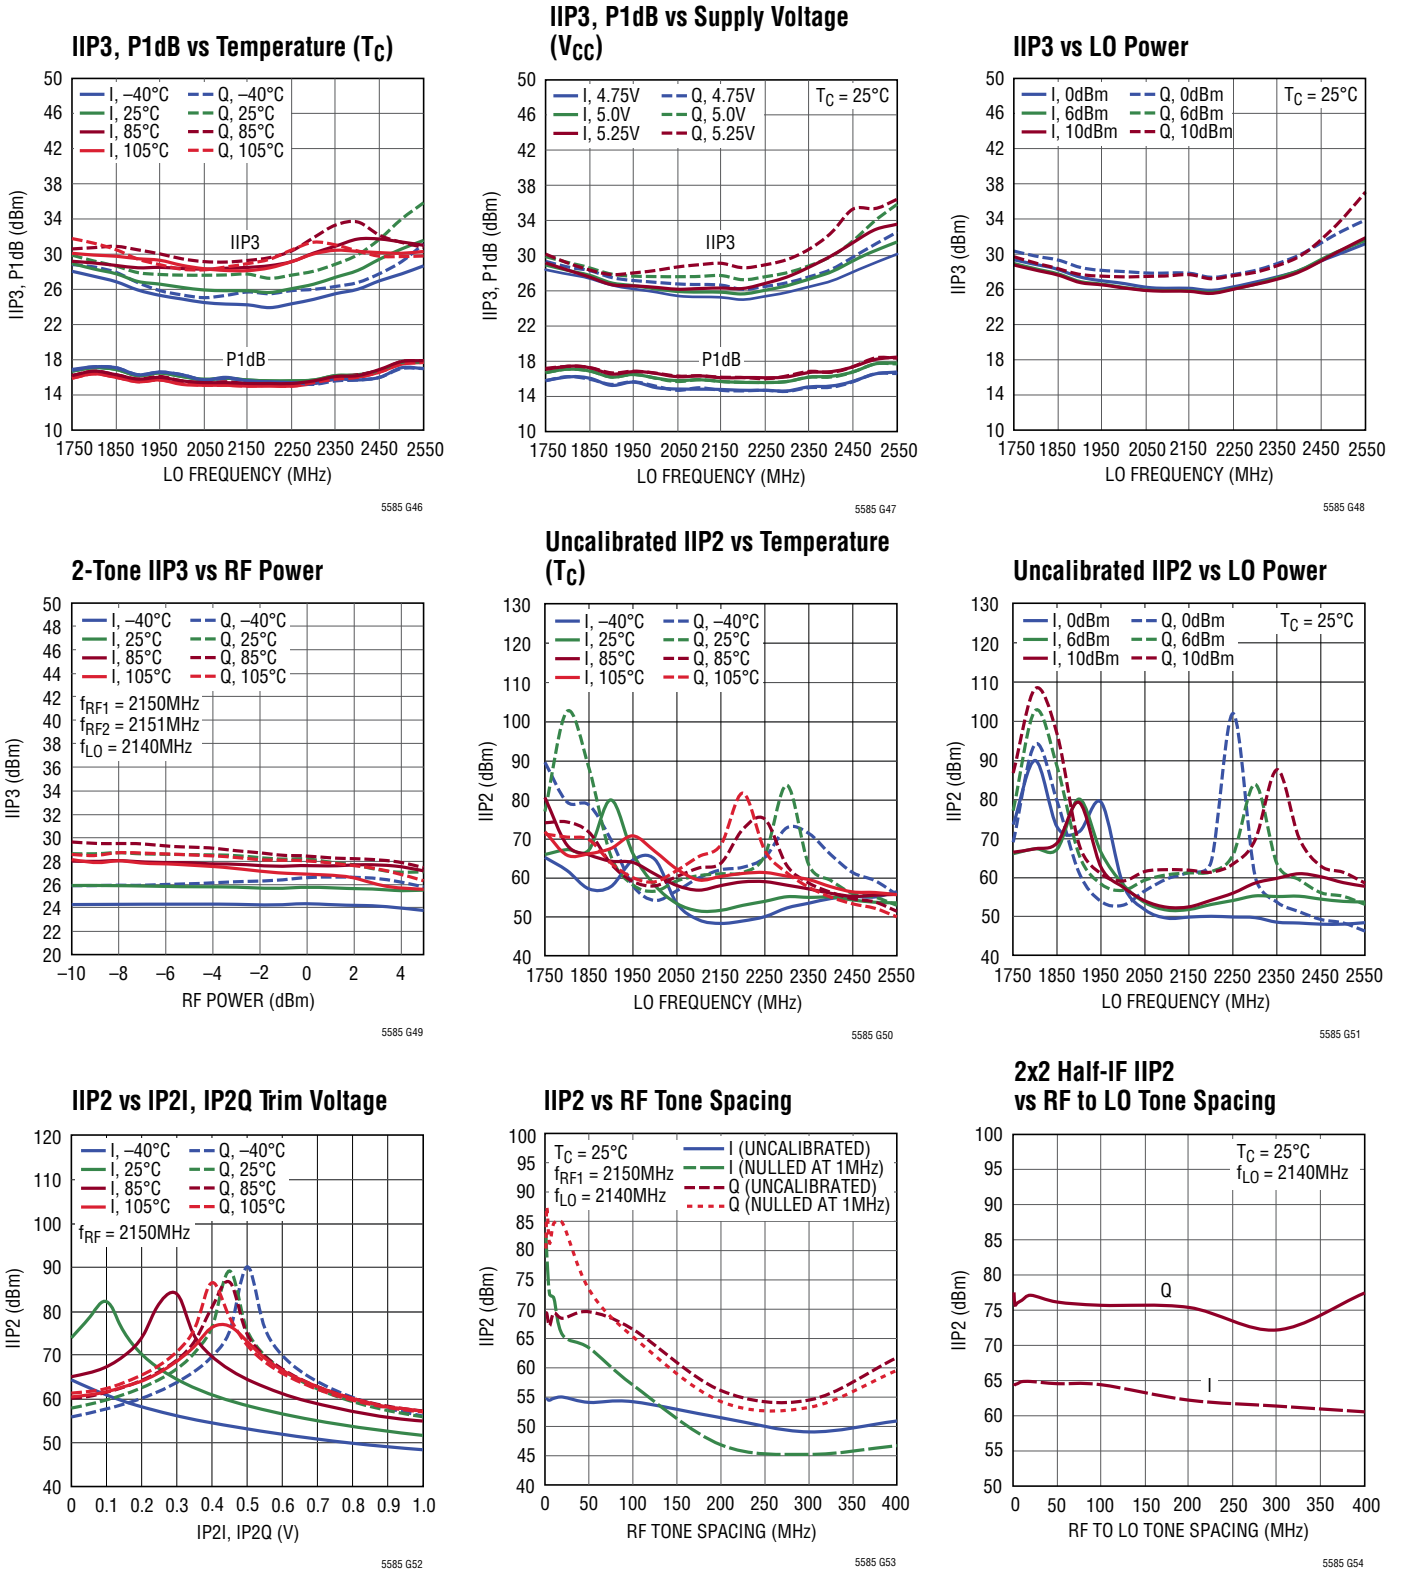 IIP3, P1dB vs Temperature (TC)
50
46
42
38
34
30
26
22
18
14
10
IIP3, P1dB (dBm)
I, –40°C
I, 25°C
I, 85°C
I, 105°C
Q, –40°C
Q, 25°C
Q, 85°C
Q, 105°C
IIP3
P1dB
1750 1850 1950 2050 2150 2250 2350 2450 2550
LO FREQUENCY (MHz)
5585 G46
IIP3, P1dB vs Supply Voltage
(VCC)
50
46
42
38
34
30
26
22
18
14
10
IIP3, P1dB (dBm)
I, 4.75V
I, 5.0V
I, 5.25V
Q, 4.75V
Q, 5.0V
Q, 5.25V
TC = 25°C
IIP3
P1dB
1750 1850 1950 2050 2150 2250 2350 2450 2550
LO FREQUENCY (MHz)
5585 G47
IIP3 vs LO Power
50
46
42
38
34
30
26
22
18
14
10
IIP3 (dBm)
I, 0dBm
I, 6dBm
I, 10dBm
Q, 0dBm
Q, 6dBm
Q, 10dBm
TC = 25°C
1750 1850 1950 2050 2150 2250 2350 2450 2550
LO FREQUENCY (MHz)
5585 G48
2-Tone IIP3 vs RF Power
50
48
46
44
42
40
38
36
34
32
30
28
26
24
22
20
IIP3 (dBm)
I, –40°C
I, 25°C
I, 85°C
I, 105°C
Q, –40°C
Q, 25°C
Q, 85°C
Q, 105°C
fRF1 = 2150MHz
fRF2 = 2151MHz
fLO = 2140MHz
–10 –8 –6 –4 –2 0 2 4
RF POWER (dBm)
5585 G49
Uncalibrated IIP2 vs Temperature
(TC)
130
120
110
100
90
80
70
60
50
40
IIP2 (dBm)
I, –40°C
I, 25°C
I, 85°C
I, 105°C
Q, –40°C
Q, 25°C
Q, 85°C
Q, 105°C
1750 1850 1950 2050 2150 2250 2350 2450 2550
LO FREQUENCY (MHz)
5585 G50
Uncalibrated IIP2 vs LO Power
130
120
110
100
90
80
70
60
50
40
IIP2 (dBm)
I, 0dBm
I, 6dBm
I, 10dBm
Q, 0dBm
Q, 6dBm
Q, 10dBm
TC = 25°C
1750 1850 1950 2050 2150 2250 2350 2450 2550
LO FREQUENCY (MHz)
5585 G51
IIP2 vs IP2I, IP2Q Trim Voltage
120
110
100
90
80
70
60
50
40
IIP2 (dBm)
I, –40°C
I, 25°C
I, 85°C
I, 105°C
Q, –40°C
Q, 25°C
Q, 85°C
Q, 105°C
fRF = 2150MHz
0 0.1 0.2 0.3 0.4 0.5 0.6 0.7 0.8 0.9 1.0
IP2I, IP2Q (V)
5585 G52
IIP2 vs RF Tone Spacing
100
95
90
85
80
75
70
65
60
55
50
45
40
IIP2 (dBm)
TC = 25°C
fRF1 = 2150MHz
fLO = 2140MHz
I (UNCALIBRATED)
I (NULLED AT 1MHz)
Q (UNCALIBRATED)
Q (NULLED AT 1MHz)
0 50 100 150 200 250 300 350 400
RF TONE SPACING (MHz)
5585 G53
2x2 Half-IF IIP2
vs RF to LO Tone Spacing
100
95
90
85
80
75
70
65
60
55
50
IIP2 (dBm)
TC = 25°C
fLO = 2140MHz
Q
I
0 50 100 150 200 250 300 350 400
RF TO LO TONE SPACING (MHz)
5585 G54